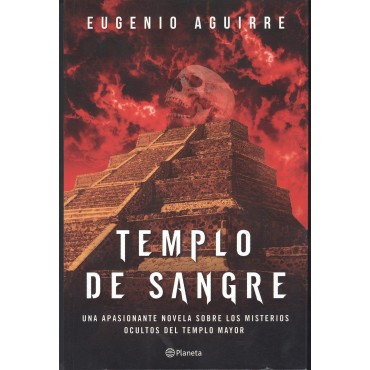 EUGENIO AGUIRRE
TEMPLO
DE SANGRE
UNA APASIONANTE NOVELA SOBRE LOS MISTERIOS
OCULTOS DEL TEMPLO MAYOR
Planeta